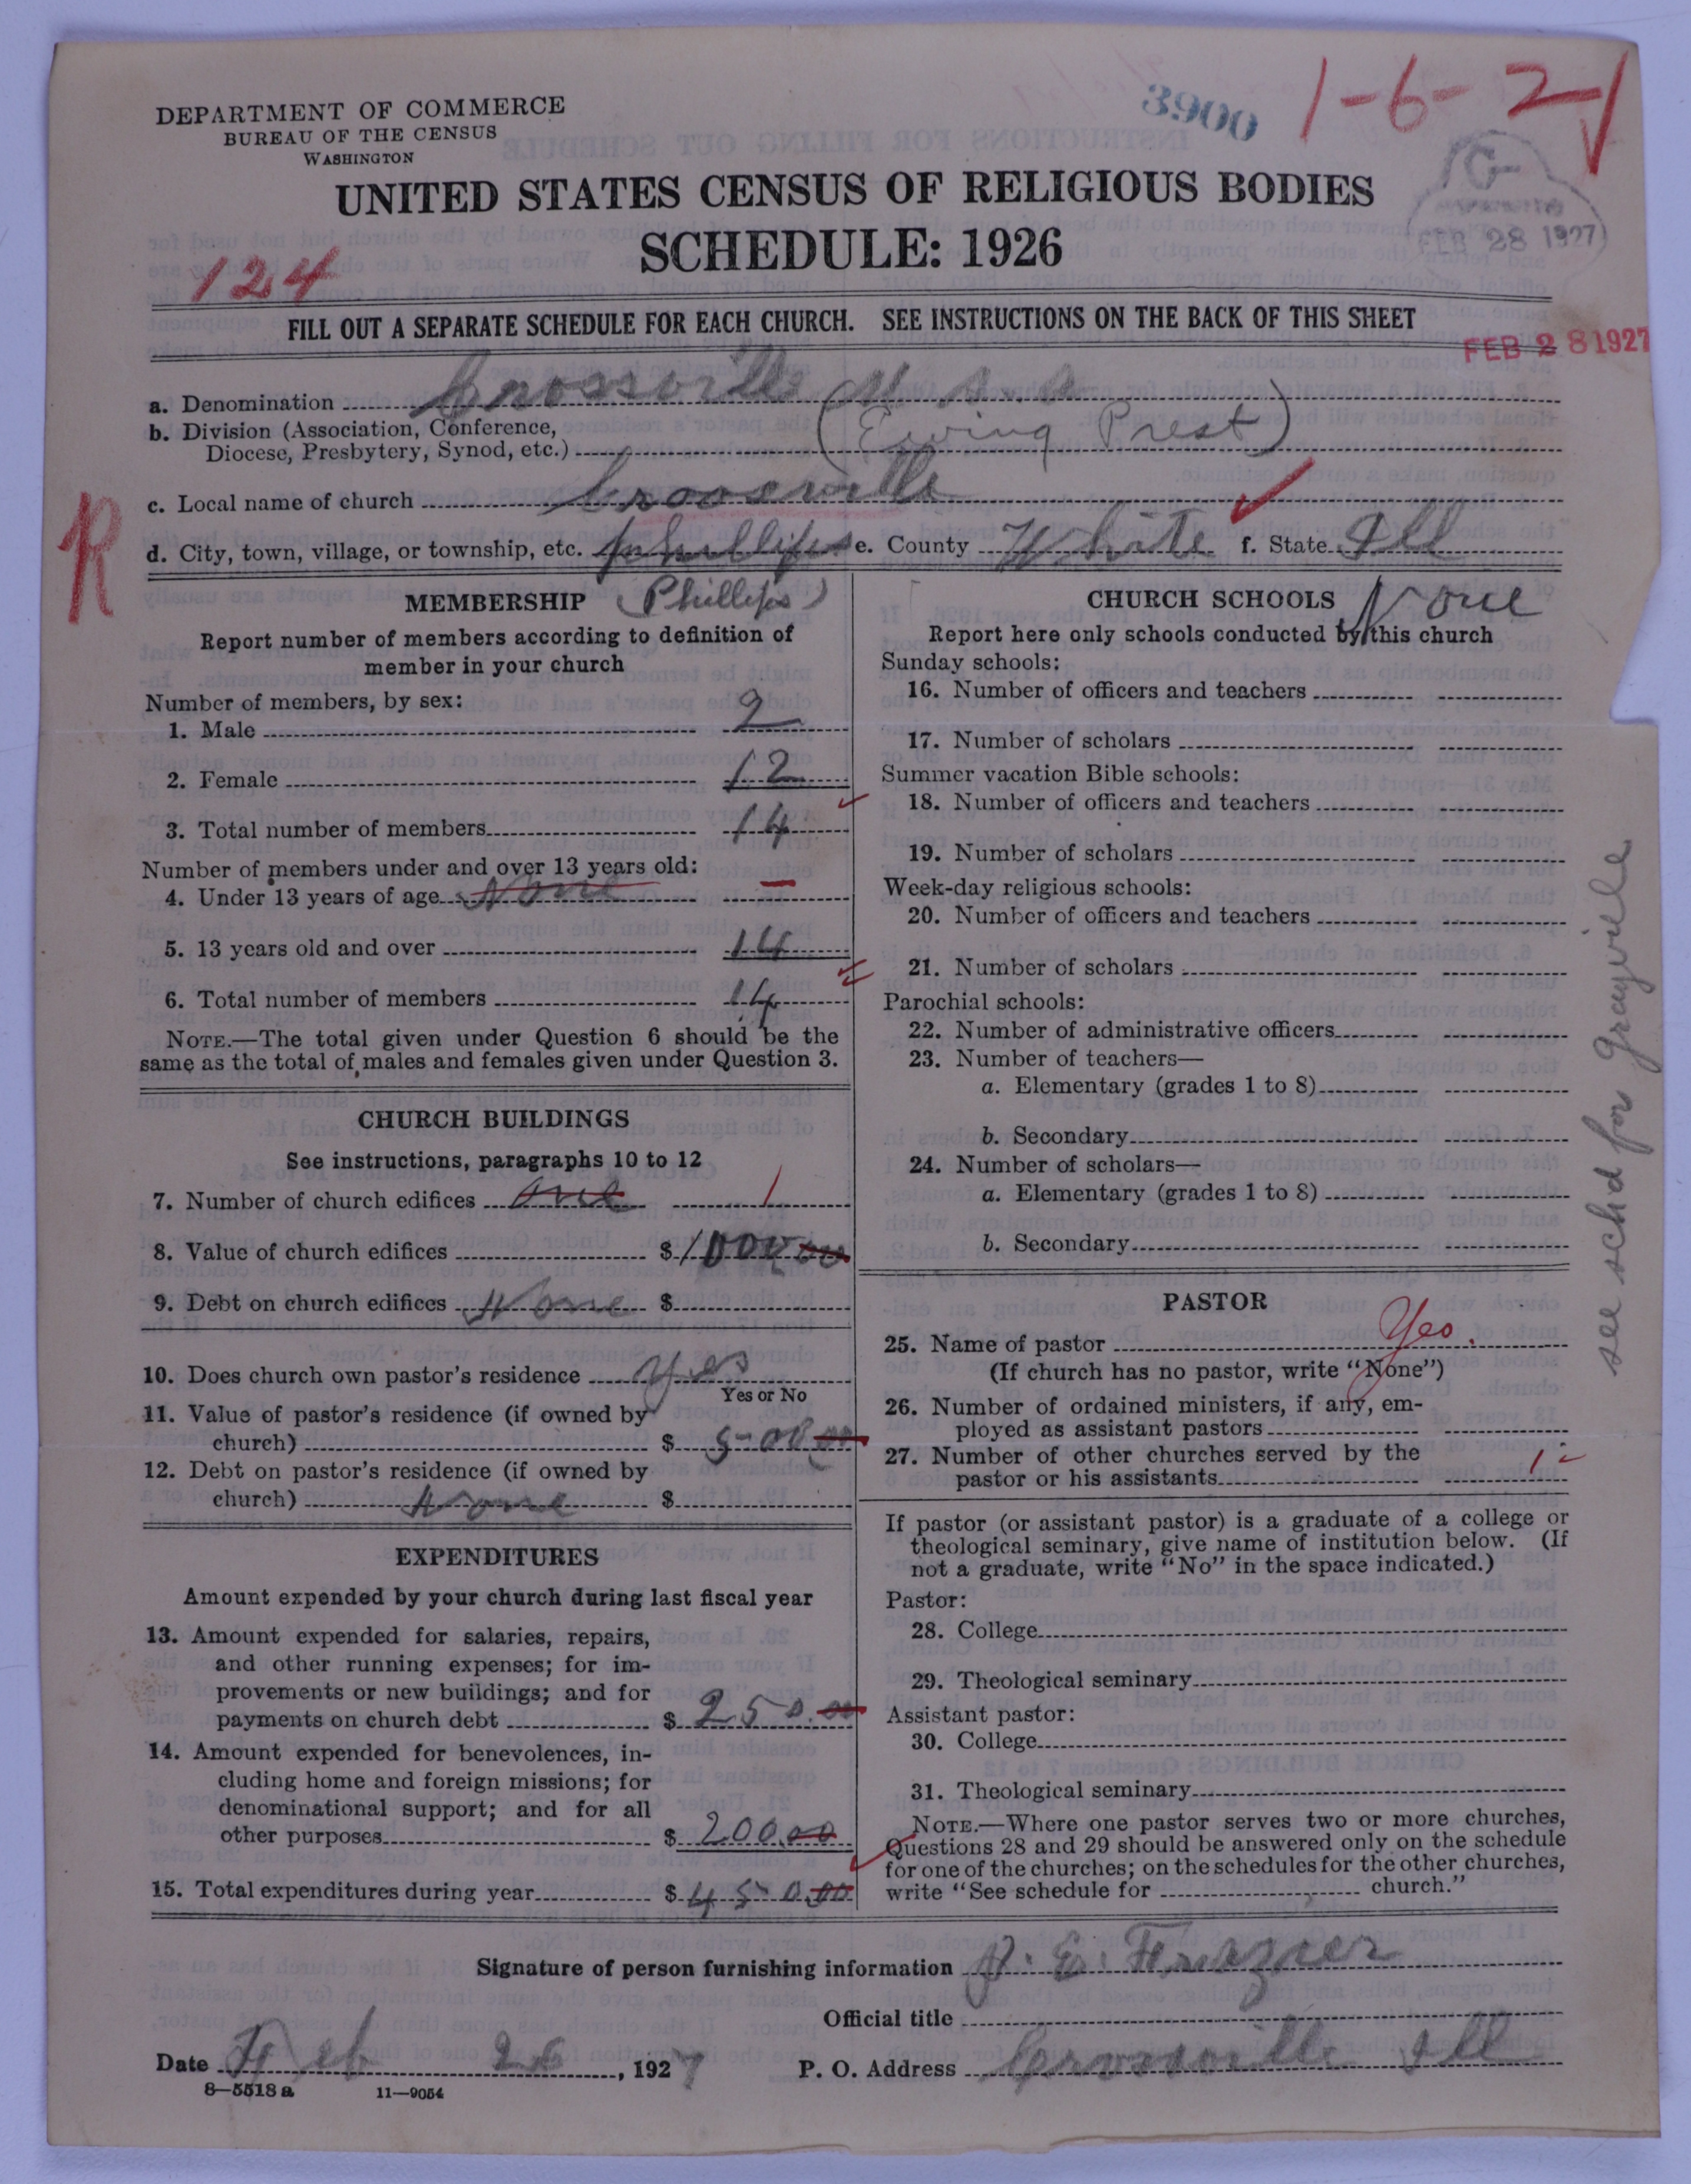 3900
1-6-21
DEPARTMENT OF COMMERCE
BUREAU OF THE CENSUS
WASHINGTON
UNITED STATES CENSUS OF RELIGIOUS BODIES
SCHEDULE: 1926
FEB 28 1927
124
FILL OUT A SEPARATE SCHEDULE FOR EACH CHURCH. SEE INSTRUCTIONS ON THE BACK OF THIS SHEET
FEB 28 1927
a. Denomination Crossville U. S. A
b. Division (Association, Conference, (Ewing Prest)
Diocese, Presbytery, Synod, etc.)
c. Local name of church Crossville
R
d. City, town, village, or township, etc. Phillips e. County White f. State Ill
MEMBERSHIP (Phillips)
Report number of members according to definition of
member in your church
Number of members, by sex:
1. Male 2
2. Female 12
3. Total number of members 14
Number of members under and over 13 years old:
4. Under 13 years of age None –
5. 13 years old and over 14
6. Total number of members 14
NOTE.—The total given under Question 6 should be the
same as the total of males and females given under Question 3.
CHURCH BUILDINGS
See instructions, paragraphs 10 to 12
7. Number of church edifices one 1
8. Value of church edifices $ 1000 00
9. Debt on church edifices None $
10. Does church own pastor's residence Yes
Yes or No
11. Value of pastor's residence (if owned by
church) $ 500 00
12. Debt on pastor's residence (if owned by
church) None $
EXPENDITURES
Amount expended by your church during last fiscal year
13. Amount expended for salaries, repairs,
and other running expenses; for im-
provements or new buildings; and for
payments on church debt $ 250.00
14. Amount expended for benevolences, in-
cluding home and foreign missions; for
denominational support; and for all
other purposes $ 200.00
15. Total expenditures during year $ 450.00
CHURCH SCHOOLS None
Report here only schools conducted by this church
Sunday schools:
16. Number of officers and teachers
17. Number of scholars
Summer vacation Bible schools:
18. Number of officers and teachers
19. Number of scholars
Week-day religious schools:
20. Number of officers and teachers
21. Number of scholars
Parochial schools:
22. Number of administrative officers
23. Number of teachers—
a. Elementary (grades 1 to 8)
b. Secondary
24. Number of scholars—
a. Elementary (grades 1 to 8)
b. Secondary
PASTOR
25. Name of pastor Yes.
(If church has no pastor, write "None")
26. Number of ordained ministers, if any, em-
ployed as assistant pastors
27. Number of other churches served by the
pastor or his assistants 1
If pastor (or assistant pastor) is a graduate of a college or
theological seminary, give name of institution below. (If
not a graduate, write "No" in the space indicated.)
Pastor:
28. College
29. Theological seminary
Assistant pastor:
30. College
31. Theological seminary
NOTE.—Where one pastor serves two or more churches,
Questions 28 and 29 should be answered only on the schedule
for one of the churches; on the schedules for the other churches,
write "See schedule for church."
see sched for Grayville
Signature of person furnishing information J. E. Frazier
Official title
Date Feb 26, 1927 P. O. Address Crossville Ill
8—5518 a 11—9054